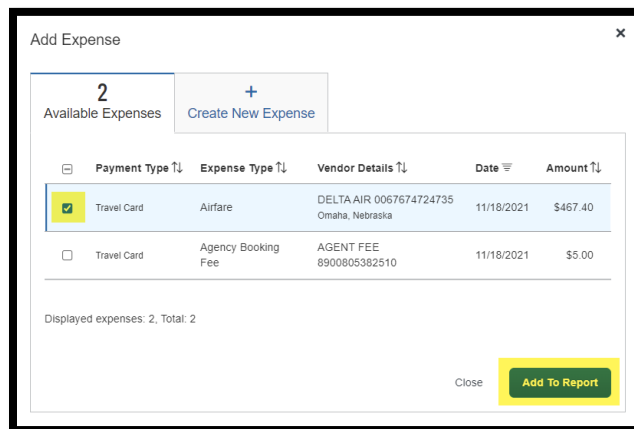 Add Expense
×
2
Available Expenses
+
Create New Expense
Payment Type Expense Type Vendor Details Date Amount
Travel Card Airfare DELTA AIR 0067674724735 11/18/2021 $467.40
Omaha, Nebraska
Travel Card Agency Booking Fee AGENT FEE 8900805382510 11/18/2021 $5.00
Displayed expenses: 2, Total: 2
Close Add To Report